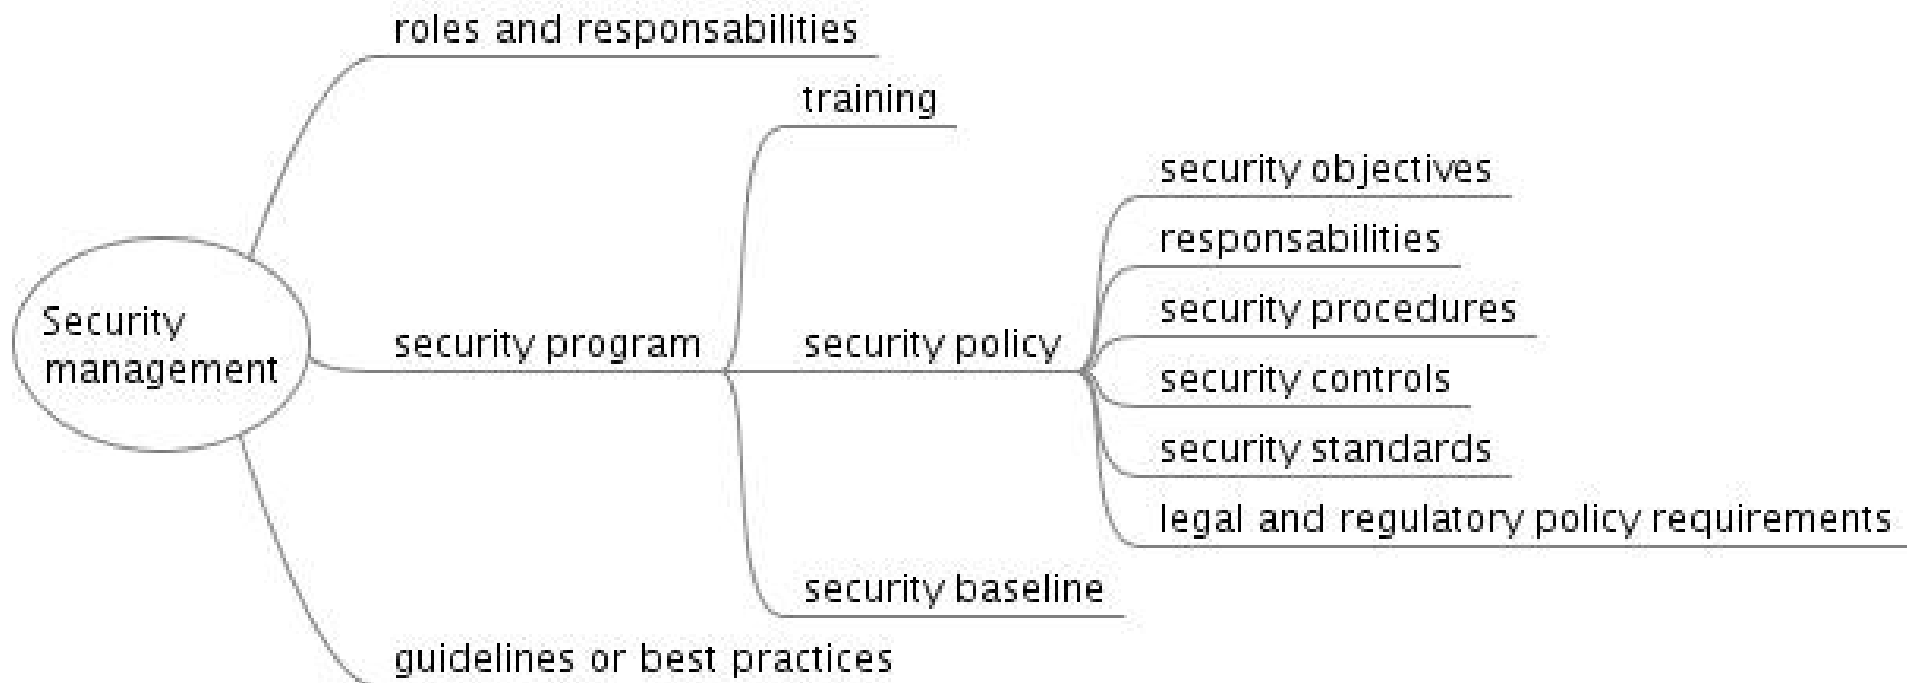 roles and responsabilities
training
security objectives
responsabilities
security procedures
Security
management
security program
security policy
security controls
security standards
legal and regulatory policy requirements
security baseline
guidelines or best practices